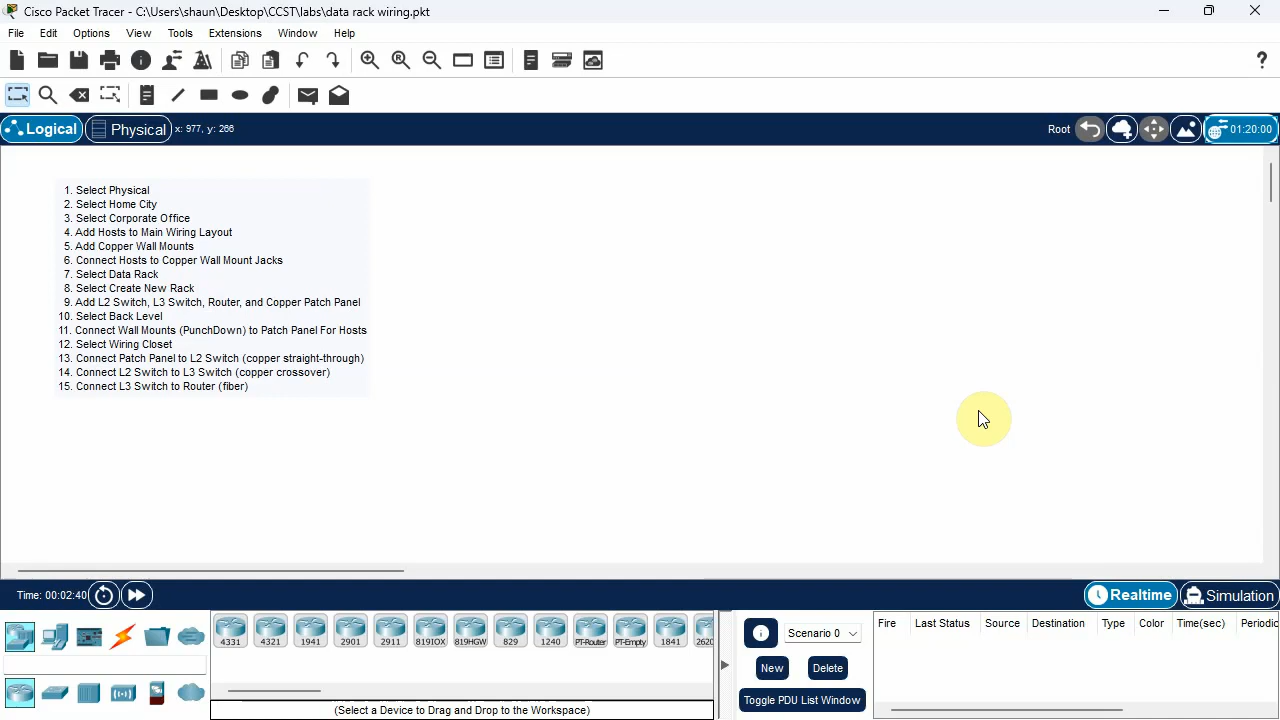 Cisco Packet Tracer - C:\Users\shaun\Desktop\CCST\labs\data rack wiring.pkt
File Edit Options View Tools Extensions Window Help
Logical Physical x: 977, y: 266 Root 01:20:00
1. Select Physical
2. Select Home City
3. Select Corporate Office
4. Add Hosts to Main Wiring Layout
5. Add Copper Wall Mounts
6. Connect Hosts to Copper Wall Mount Jacks
7. Select Data Rack
8. Select Create New Rack
9. Add L2 Switch, L3 Switch, Router, and Copper Patch Panel
10. Select Back Level
11. Connect Wall Mounts (PunchDown) to Patch Panel For Hosts
12. Select Wiring Closet
13. Connect Patch Panel to L2 Switch (copper straight-through)
14. Connect L2 Switch to L3 Switch (copper crossover)
15. Connect L3 Switch to Router (fiber)
Time: 00:02:40 Realtime Simulation
4331 4321 1941 2901 2911 819IOX 819HGW 829 1240 PT-Router PT-Empty 1841 2620
(Select a Device to Drag and Drop to the Workspace)
Scenario 0
New Delete
Toggle PDU List Window
Fire Last Status Source Destination Type Color Time(sec) Periodic